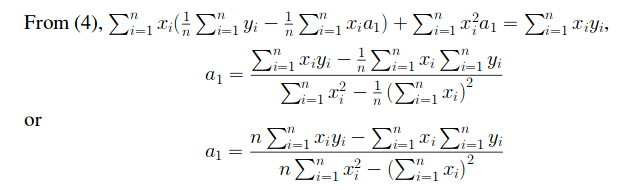 From (4), $\sum_{i=1}^{n} x_i(\frac{1}{n}\sum_{i=1}^{n} y_i - \frac{1}{n}\sum_{i=1}^{n} x_i a_1) + \sum_{i=1}^{n} x_i^2 a_1 = \sum_{i=1}^{n} x_i y_i,$
$a_1 = \frac{\sum_{i=1}^{n} x_i y_i - \frac{1}{n}\sum_{i=1}^{n} x_i \sum_{i=1}^{n} y_i}{\sum_{i=1}^{n} x_i^2 - \frac{1}{n}\left(\sum_{i=1}^{n} x_i\right)^2}$
or
$a_1 = \frac{n\sum_{i=1}^{n} x_i y_i - \sum_{i=1}^{n} x_i \sum_{i=1}^{n} y_i}{n\sum_{i=1}^{n} x_i^2 - \left(\sum_{i=1}^{n} x_i\right)^2}$